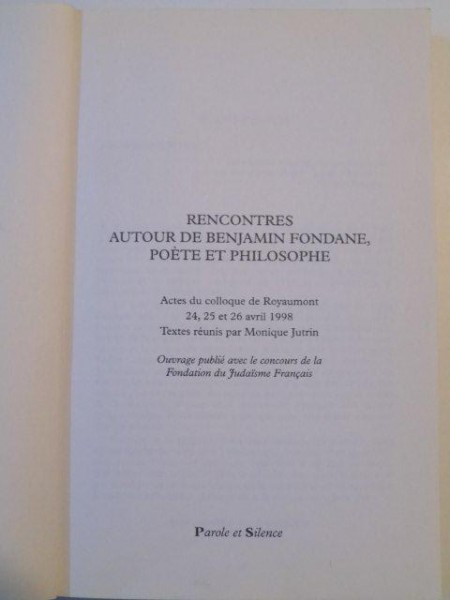 RENCONTRES
AUTOUR DE BENJAMIN FONDANE,
POÈTE ET PHILOSOPHE
Actes du colloque de Royaumont
24, 25 et 26 avril 1998
Textes réunis par Monique Jutrin
Ouvrage publié avec le concours de la
Fondation du Judaïsme Français
Parole et Silence